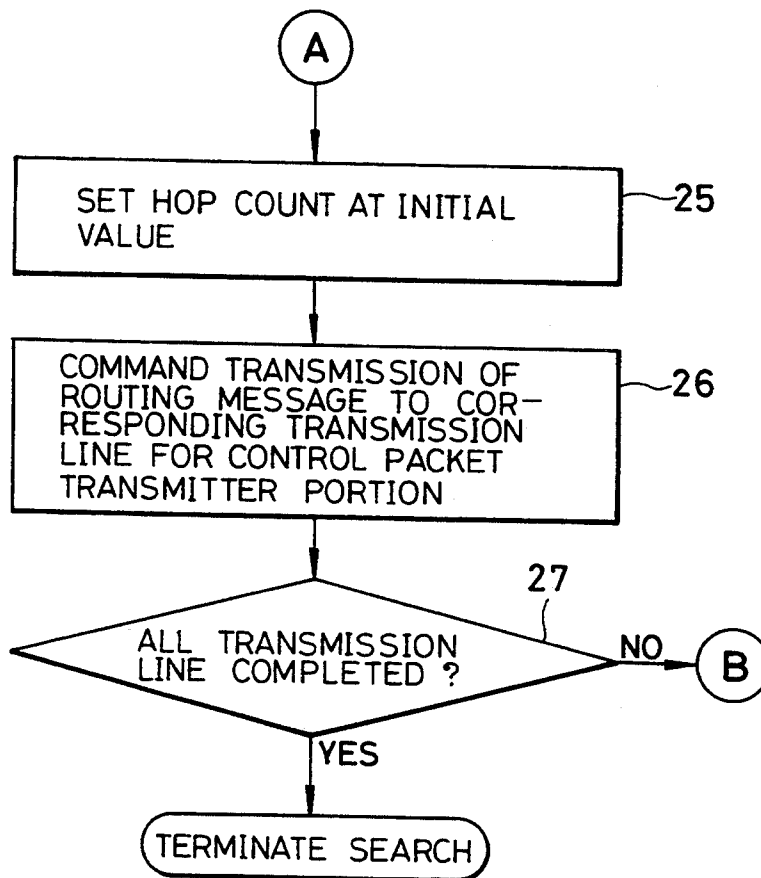 A
SET HOP COUNT AT INITIAL
VALUE
25
COMMAND TRANSMISSION OF
ROUTING MESSAGE TO COR-
RESPONDING TRANSMISSION
LINE FOR CONTROL PACKET
TRANSMITTER PORTION
26
27
ALL TRANSMISSION
LINE COMPLETED ?
NO
B
YES
TERMINATE SEARCH